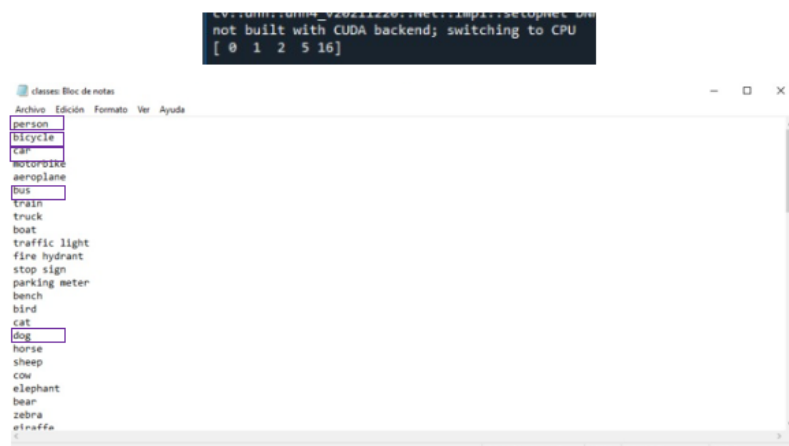 not built with CUDA backend; switching to CPU
[ 0 1 2 5 16]
classes: Bloc de notas
Archivo Edición Formato Ver Ayuda
person
bicycle
car
motorbike
aeroplane
bus
train
truck
boat
traffic light
fire hydrant
stop sign
parking meter
bench
bird
cat
dog
horse
sheep
cow
elephant
bear
zebra
giraffe